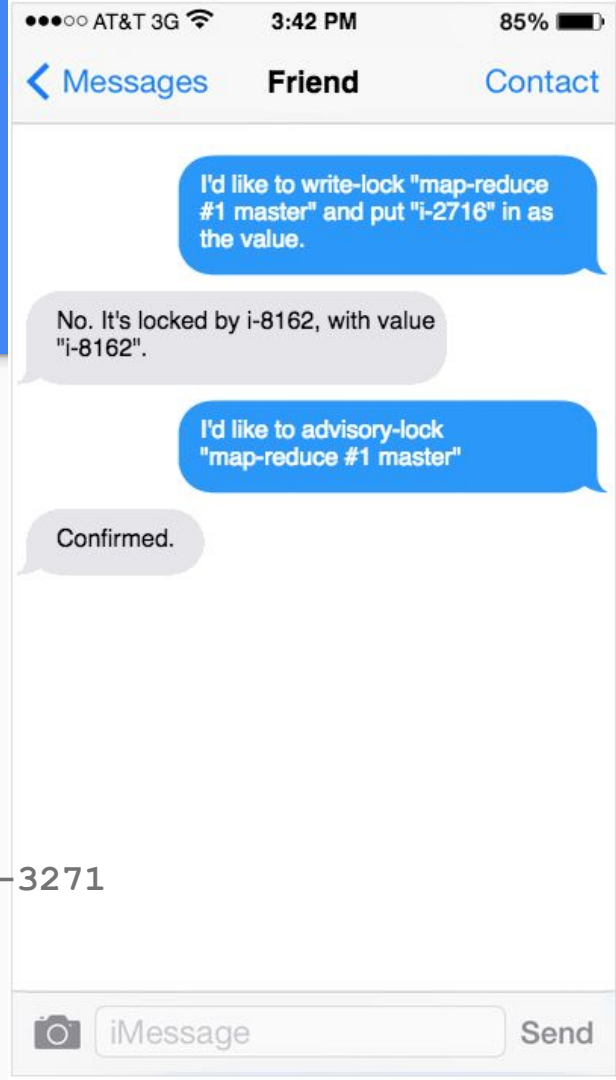 AT&T 3G 3:42 PM 85%
Messages Friend Contact
I'd like to write-lock "map-reduce
#1 master" and put "i-2716" in as
the value.
No. It's locked by i-8162, with value
"i-8162".
I'd like to advisory-lock
"map-reduce #1 master"
Confirmed.
-3271
iMessage Send